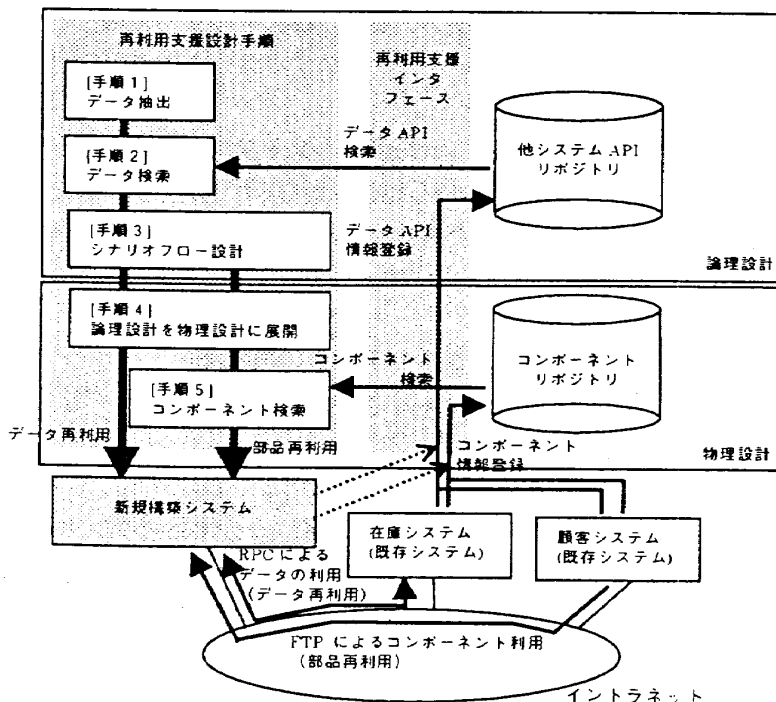 再利用支援設計手順
[手順1]
データ抽出
[手順2]
データ検索
[手順3]
シナリオフロー設計
再利用支援
インタ
フェース
データAPI
検索
他システムAPI
リポジトリ
データAPI
情報登録
論理設計
[手順4]
論理設計を物理設計に展開
[手順5]
コンポーネント検索
コンポーネント
検索
コンポーネント
リポジトリ
データ再利用
部品再利用
コンポーネント
情報登録
物理設計
新規構築システム
在庫システム
(既存システム)
顧客システム
(既存システム)
RPCによる
データの利用
(データ再利用)
FTPによるコンポーネント利用
(部品再利用)
イントラネット